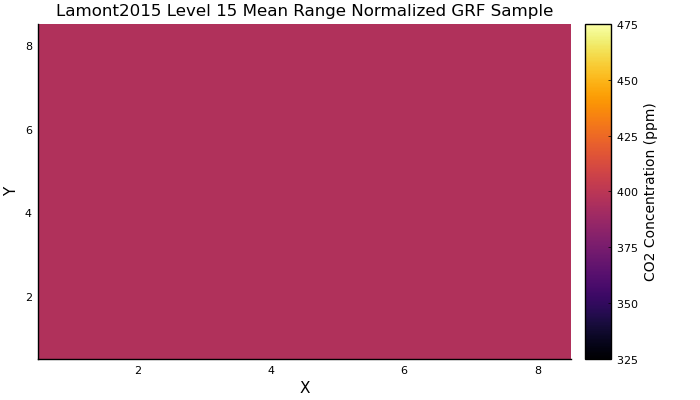 Lamont2015 Level 15 Mean Range Normalized GRF Sample
8
6
4
2
Y
2 4 6 8
X
475
450
425
400
375
350
325
CO2 Concentration (ppm)